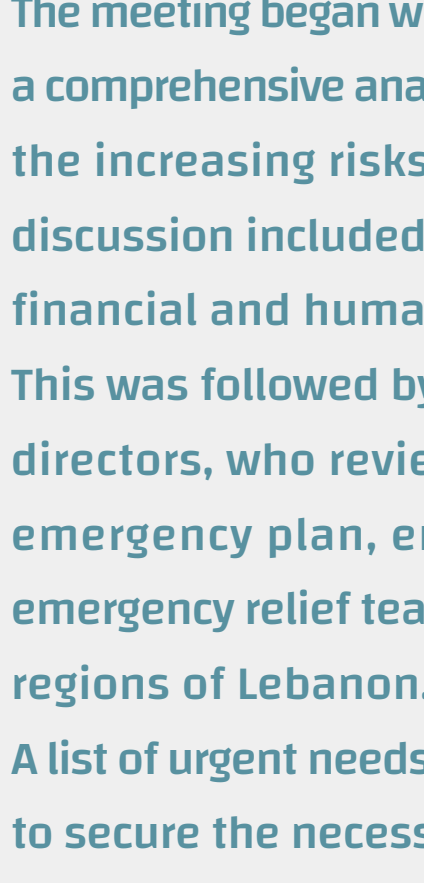 The meeting began w
a comprehensive ana
the increasing risks
discussion included
financial and huma
This was followed by
directors, who revie
emergency plan, e
emergency relief tea
regions of Lebanon.
A list of urgent needs
to secure the necess